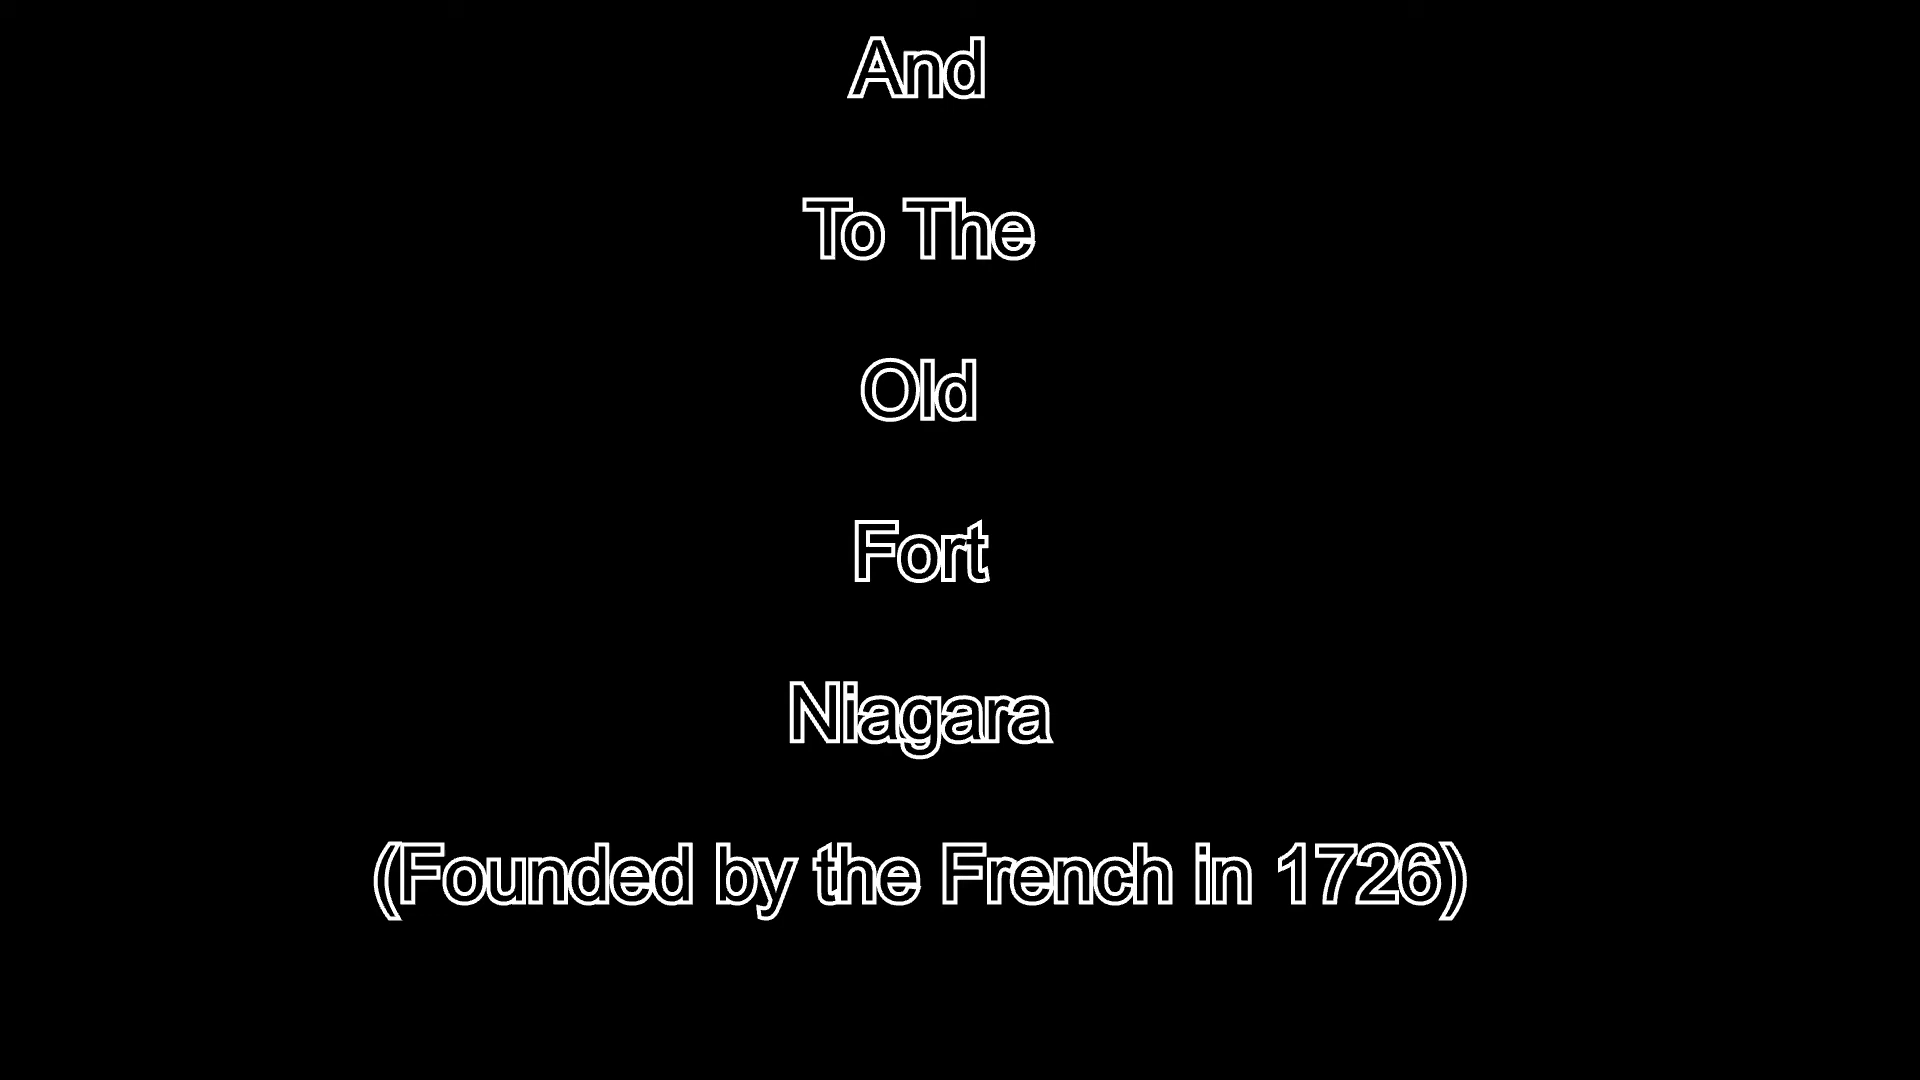 And
To The
Old
Fort
Niagara
(Founded by the French in 1726)